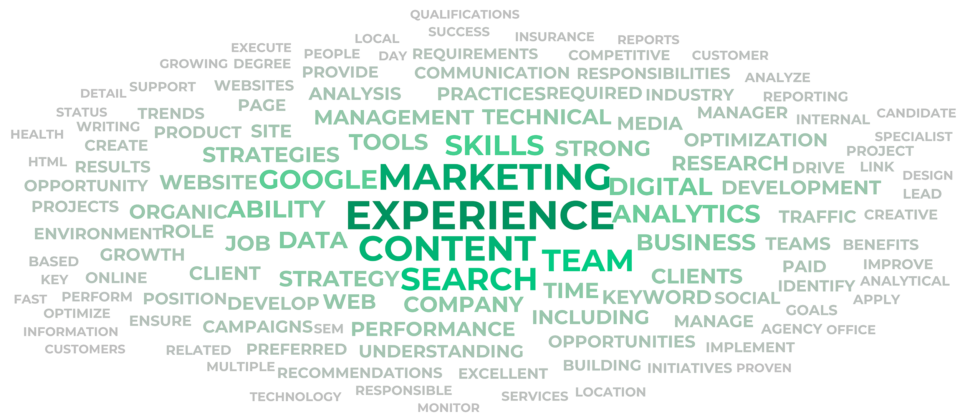 QUALIFICATIONS
LOCAL SUCCESS INSURANCE REPORTS
EXECUTE PEOPLE DAY REQUIREMENTS COMPETITIVE CUSTOMER
GROWING DEGREE PROVIDE COMMUNICATION RESPONSIBILITIES ANALYZE
DETAIL SUPPORT WEBSITES ANALYSIS PRACTICES REQUIRED INDUSTRY REPORTING
STATUS TRENDS PAGE MANAGEMENT TECHNICAL MEDIA MANAGER INTERNAL CANDIDATE
HEALTH WRITING PRODUCT SITE
CREATE STRATEGIES TOOLS SKILLS STRONG OPTIMIZATION SPECIALIST
PROJECT
HTML RESULTS RESEARCH DRIVE LINK DESIGN
OPPORTUNITY WEBSITE GOOGLE MARKETING DIGITAL DEVELOPMENT LEAD
PROJECTS ORGANIC ABILITY EXPERIENCE ANALYTICS TRAFFIC CREATIVE
ENVIRONMENT ROLE JOB DATA CONTENT BUSINESS TEAMS BENEFITS
BASED GROWTH TEAM PAID IMPROVE
KEY ONLINE CLIENT STRATEGY SEARCH CLIENTS IDENTIFY ANALYTICAL
FAST PERFORM POSITION DEVELOP WEB COMPANY TIME KEYWORD SOCIAL APPLY
OPTIMIZE ENSURE INCLUDING GOALS
INFORMATION CAMPAIGNS SEM PERFORMANCE MANAGE AGENCY OFFICE
CUSTOMERS RELATED PREFERRED UNDERSTANDING OPPORTUNITIES IMPLEMENT
MULTIPLE RECOMMENDATIONS EXCELLENT BUILDING INITIATIVES PROVEN
TECHNOLOGY RESPONSIBLE SERVICES LOCATION
MONITOR